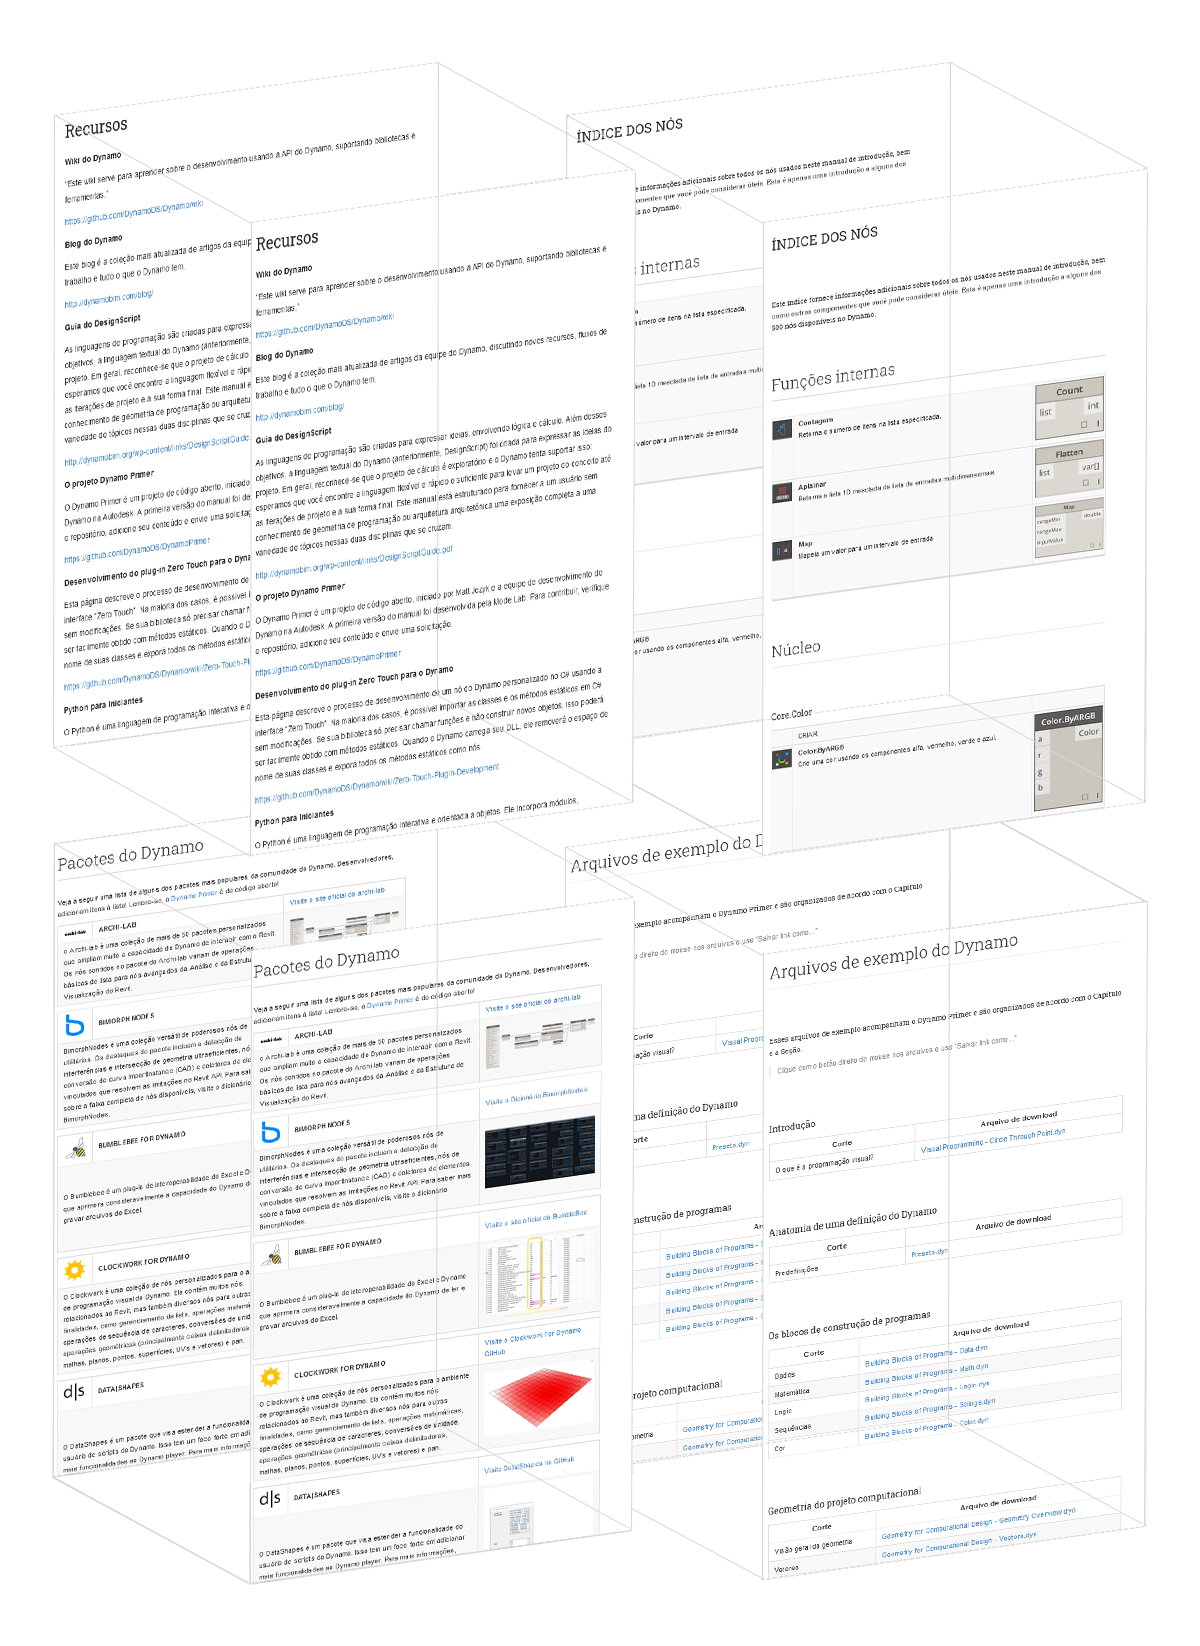 Recursos
Wiki do Dynamo
"Este wiki serve para aprender sobre o desenvolvimento usando a API do Dynamo, suportando bibliotecas e
ferramentas."
https://github.com/DynamoDS/Dynamo/wiki
Blog do Dynamo
Este blog é a coleção mais atualizada de artigos da equipe do Dynamo, discutindo novos recursos, fluxos de
trabalho e tudo o que o Dynamo tem.
http://dynamobim.com/blog/
Guia do DesignScript
As linguagens de programação são criadas para expressar ideias, envolvendo lógica e cálculo. Além desses
objetivos, a linguagem textual do Dynamo (anteriormente, DesignScript) foi criada para expressar as ideias do
projeto. Em geral, reconhece-se que o projeto de cálculo é exploratório e o Dynamo tenta suportar isso:
esperamos que você encontre a linguagem flexível e rápido o suficiente para levar um projeto do conceito até
as iterações de projeto e a sua forma final. Este manual está estruturado para fornecer a um usuário sem
conhecimento de geometria de programação ou arquitetura arquitetônica uma exposição completa a uma
variedade de tópicos nessas duas disciplinas que se cruzam.
http://dynamobim.org/wp-content/links/DesignScriptGuide.pdf
O projeto Dynamo Primer
O Dynamo Primer é um projeto de código aberto, iniciado por Matt Jezyk e a equipe de desenvolvimento do
Dynamo na Autodesk. A primeira versão do manual foi desenvolvida pela Mode Lab. Para contribuir, verifique
o repositório, adicione seu conteúdo e envie uma solicitação.
https://github.com/DynamoDS/DynamoPrimer
Desenvolvimento do plug-in Zero Touch para o Dynamo
Esta página descreve o processo de desenvolvimento de um nó do Dynamo personalizado no C# usando a
interface "Zero Touch". Na maioria dos casos, é possível importar as classes e os métodos estáticos em C#
sem modificações. Se sua biblioteca só precisar chamar funções e não construir novos objetos, isso poderá
ser facilmente obtido com métodos estáticos. Quando o Dynamo carrega seu DLL, ele removerá o espaço de
nome de suas classes e exporá todos os métodos estáticos como nós.
https://github.com/DynamoDS/Dynamo/wiki/Zero-Touch-Plugin-Development
Python para Iniciantes
O Python é uma linguagem de programação interativa e orientada a objetos. Ele incorpora módulos,
ÍNDICE DOS NÓS
Este índice fornece informações adicionais sobre todos os nós usados neste manual de introdução, bem
como outros componentes que você pode considerar úteis. Esta é apenas uma introdução a alguns dos
500 nós disponíveis no Dynamo.
Funções internas
Contagem
Retorna o número de itens na lista especificada.
Count
list int
Aplainar
Retorna a lista 1D mesclada da lista de entradas multidimensionais
Flatten
list var[]
Map
Mapeia um valor para um intervalo de entrada
Map
rangeMin double
rangeMax
inputValue
Núcleo
Core.Color
CRIAR
Color.ByARGB
Crie uma cor usando os componentes alfa, vermelho, verde e azul.
Color.ByARGB
a Color
r
g
b
Pacotes do Dynamo
Veja a seguir uma lista de alguns dos pacotes mais populares da comunidade do Dynamo. Desenvolvedores,
adicionem itens à lista! Lembre-se, o Dynamo Primer é de código aberto!
archi-lab ARCHI-LAB
Visite o site oficial do archi-lab
o Archi-lab é uma coleção de mais de 50 pacotes personalizados
que ampliam muito a capacidade do Dynamo de interagir com o Revit.
Os nós contidos no pacote do Archi-lab variam de operações
básicas de lista para nós avançados da Análise e da Estrutura de
Visualização do Revit.
BIMORPH NODES
Visite o Dicionário BimorphNodes
BimorphNodes é uma coleção versátil de poderosos nós de
utilitários. Os destaques do pacote incluem a detecção de
interferências e intersecção de geometria ultraeficientes, nós de
conversão de curva ImportInstance (CAD) e coletores de elementos
vinculados que resolvem as limitações no Revit API. Para saber mais
sobre a faixa completa de nós disponíveis, visite o dicionário
BimorphNodes.
BUMBLEBEE FOR DYNAMO
Visite o site oficial do BumbleBee
O Bumblebee é um plug-in de interoperabilidade do Excel e Dynamo
que aprimora consideravelmente a capacidade do Dynamo de ler e
gravar arquivos do Excel.
CLOCKWORK FOR DYNAMO
Visite o Clockwork for Dynamo
GitHub
O Clockwork é uma coleção de nós personalizados para o ambiente
de programação visual do Dynamo. Ela contém muitos nós
relacionados ao Revit, mas também diversos nós para outras
finalidades, como gerenciamento de lista, operações matemáticas,
operações de sequência de caracteres, conversões de unidade,
operações geométricas (principalmente caixas delimitadoras,
malhas, planos, pontos, superfícies, UVs e vetores) e pan.
d|s DATA|SHAPES
Visite DataShapes no GitHub
O DataShapes é um pacote que visa estender a funcionalidade do
usuário de scripts do Dynamo. Isso tem um foco forte em adicionar
mais funcionalidades ao Dynamo player. Para mais informações,
Arquivos de exemplo do Dynamo
Esses arquivos de exemplo acompanham o Dynamo Primer e são organizados de acordo com o Capítulo
e a Seção.
Clique com o botão direito do mouse nos arquivos e use "Salvar link como..."
Introdução
Corte Arquivo de download
O que é a programação visual? Visual Programming - Circle Through Point.dyn
Anatomia de uma definição do Dynamo
Corte Arquivo de download
Predefinições Presets.dyn
Os blocos de construção de programas
Corte Arquivo de download
Dados Building Blocks of Programs - Data.dyn
Matemática Building Blocks of Programs - Math.dyn
Logic Building Blocks of Programs - Logic.dyn
Sequências Building Blocks of Programs - Strings.dyn
Cor Building Blocks of Programs - Color.dyn
Geometria do projeto computacional
Corte Arquivo de download
Visão geral da geometria Geometry for Computational Design - Geometry Overview.dyn
Vetores Geometry for Computational Design - Vectors.dyn